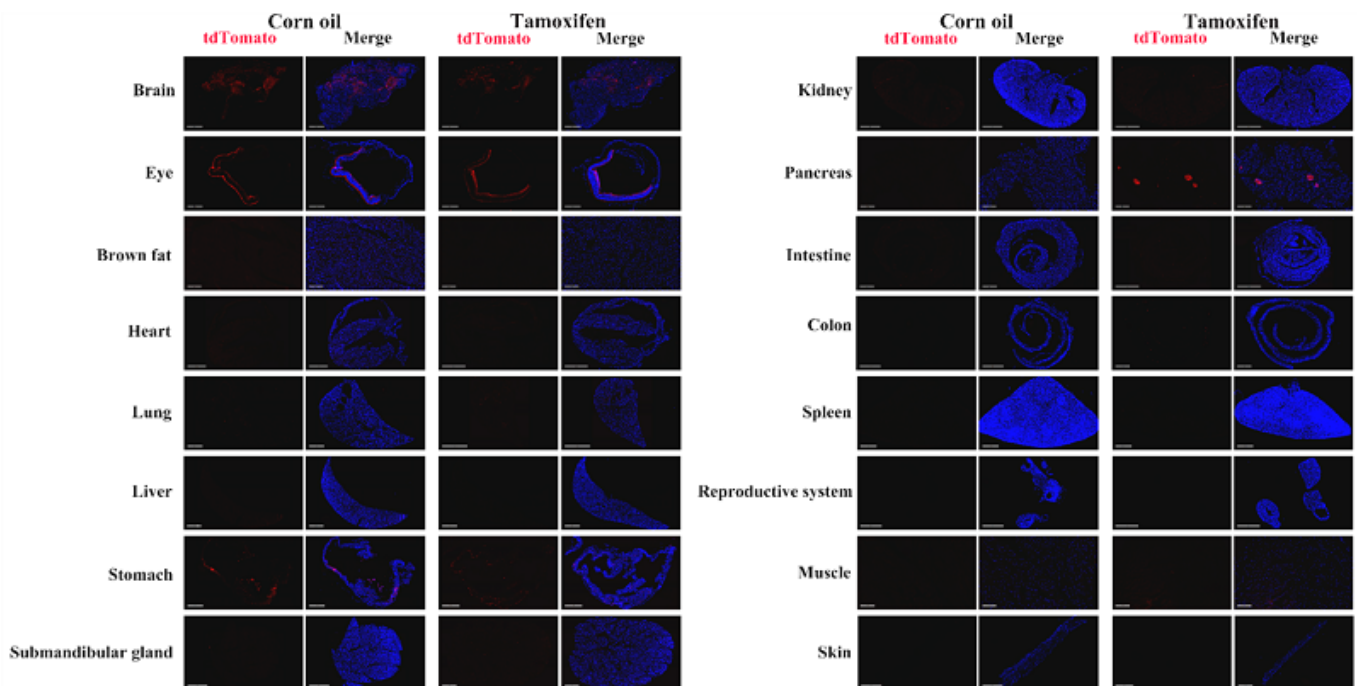 Corn oil Tamoxifen
tdTomato Merge tdTomato Merge
Brain
Eye
Brown fat
Heart
Lung
Liver
Stomach
Submandibular gland
Corn oil Tamoxifen
tdTomato Merge tdTomato Merge
Kidney
Pancreas
Intestine
Colon
Spleen
Reproductive system
Muscle
Skin